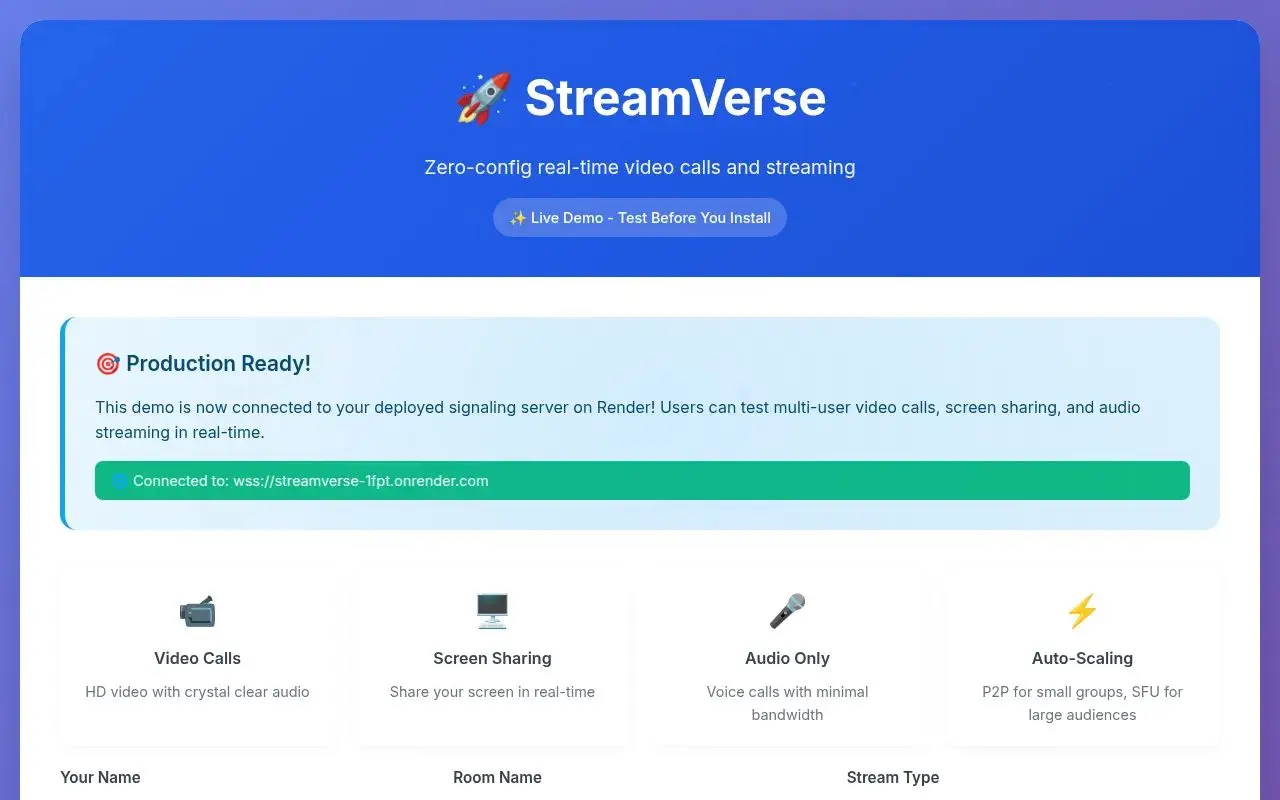 🚀 StreamVerse
Zero-config real-time video calls and streaming
✨ Live Demo - Test Before You Install
🎯 Production Ready!
This demo is now connected to your deployed signaling server on Render! Users can test multi-user video calls, screen sharing, and audio
streaming in real-time.
Connected to: wss://streamverse-1fpt.onrender.com
Video Calls
HD video with crystal clear audio
Screen Sharing
Share your screen in real-time
Audio Only
Voice calls with minimal
bandwidth
Auto-Scaling
P2P for small groups, SFU for
large audiences
Your Name
Room Name
Stream Type